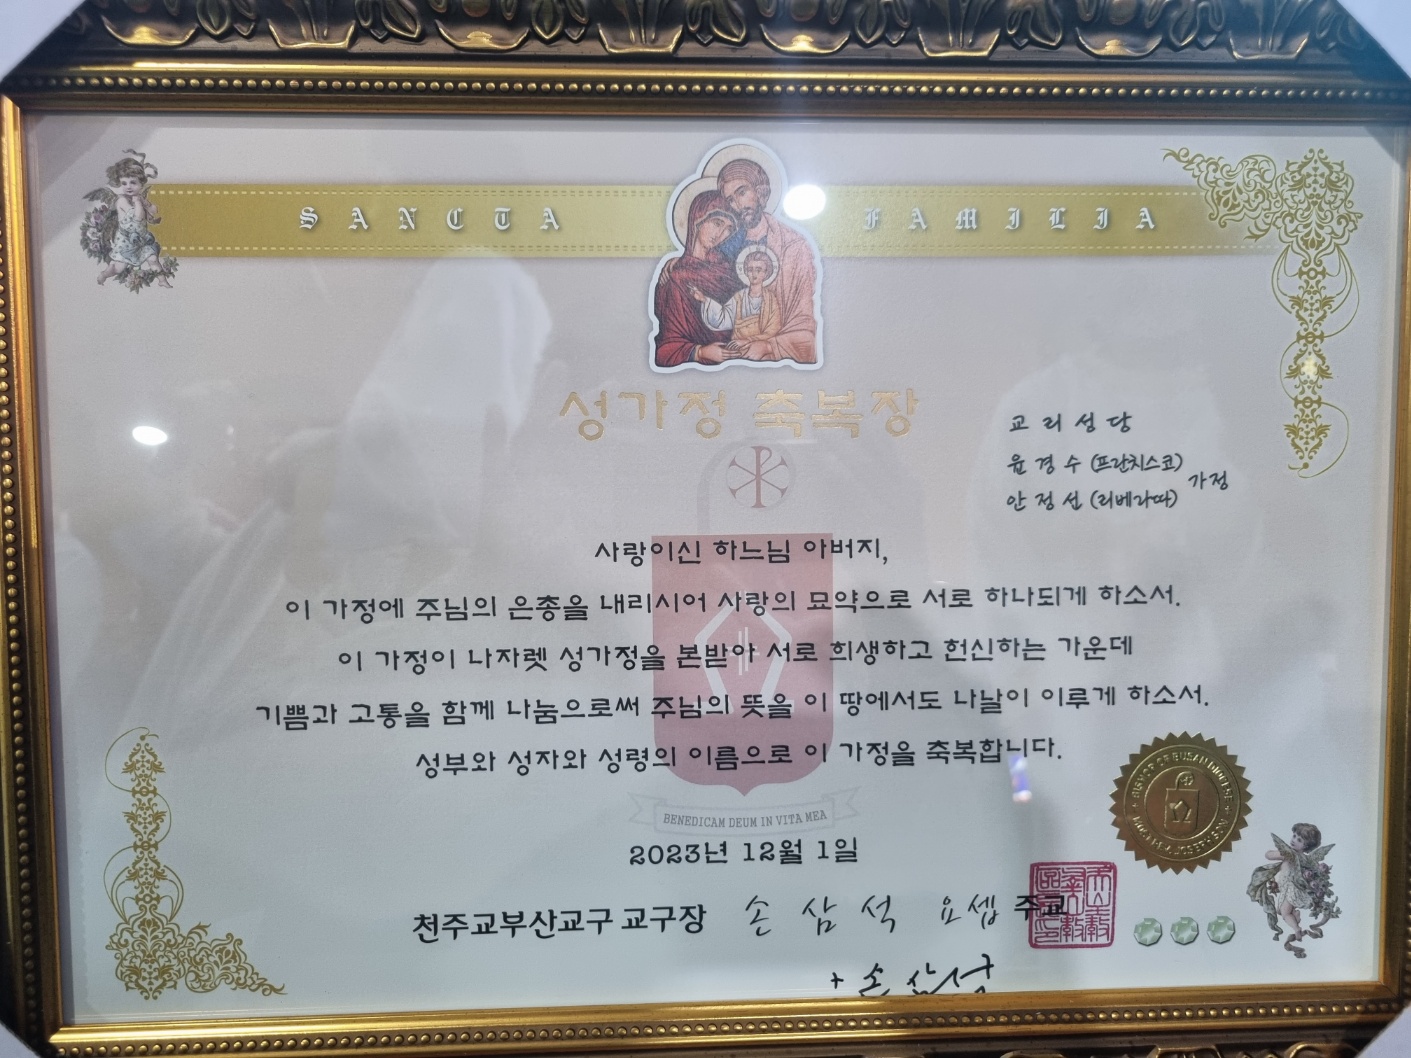 SANCTA FAMILIA
성가정 축복장
교리성당
윤경수 (프란치스코)
안정선 (리베라따) 가정
사랑이신 하느님 아버지,
이 가정에 주님의 은총을 내리시어 사랑의 묘약으로 서로 하나되게 하소서.
이 가정이 나자렛 성가정을 본받아 서로 희생하고 헌신하는 가운데
기쁨과 고통을 함께 나눔으로써 주님의 뜻을 이 땅에서도 나날이 이루게 하소서.
성부와 성자와 성령의 이름으로 이 가정을 축복합니다.
BENEDICAM DEUM IN VITA MEA
2023년 12월 1일
BISHOP OF BUSAN DIOCESE
천주교부산교구 교구장 손 삼 석 요셉 주교
+ 손삼석